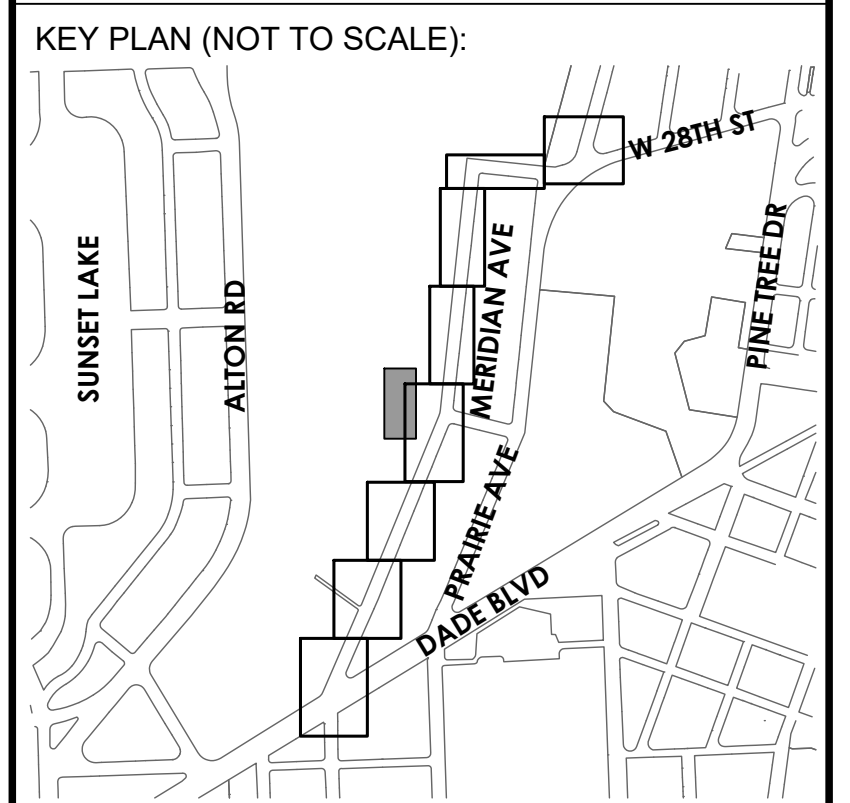 KEY PLAN (NOT TO SCALE):
W 28TH ST
SUNSET LAKE
ALTON RD
MERIDIAN AVE
PINE TREE DR
PRAIRIE AVE
DADE BLVD